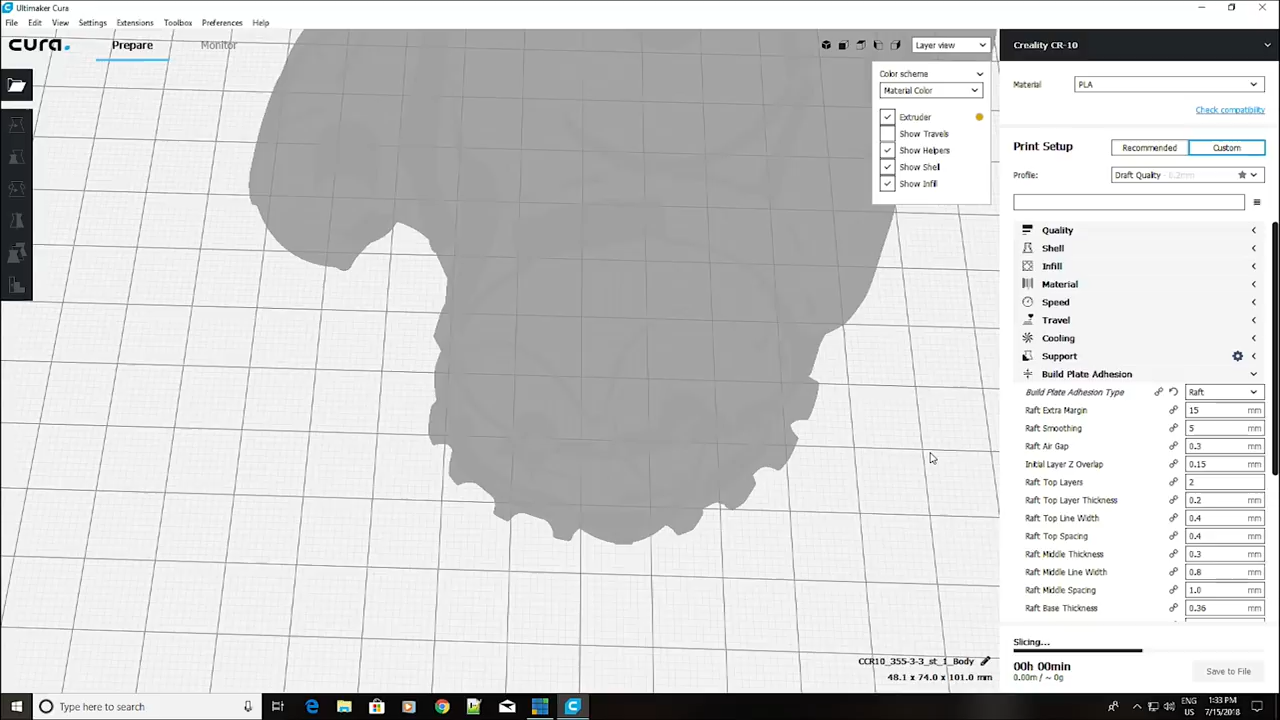 Ultimaker Cura
File Edit View Settings Extensions Toolbox Preferences Help
cura. Prepare Monitor
Layer view
Creality CR-10
Color scheme
Material Color
Extruder
Show Travels
Show Helpers
Show Shell
Show Infill
Material PLA
Check compatibility
Print Setup Recommended Custom
Profile: Draft Quality - 0.2mm
Quality
Shell
Infill
Material
Speed
Travel
Cooling
Support
Build Plate Adhesion
Build Plate Adhesion Type Raft
Raft Extra Margin 15 mm
Raft Smoothing 5 mm
Raft Air Gap 0.3 mm
Initial Layer Z Overlap 0.15 mm
Raft Top Layers 2
Raft Top Layer Thickness 0.2 mm
Raft Top Line Width 0.4 mm
Raft Top Spacing 0.4 mm
Raft Middle Thickness 0.3 mm
Raft Middle Line Width 0.8 mm
Raft Middle Spacing 1.0 mm
Raft Base Thickness 0.36 mm
Slicing...
00h 00min
0.00m / ~ 0g
Save to File
CCR10_355-3-3_st_1_Body
48.1 x 74.0 x 101.0 mm
Type here to search
ENG
US
1:33 PM
7/15/2018